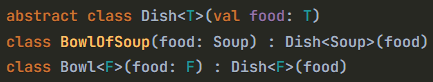 abstract class Dish<T>(val food: T)
class BowlOfSoup(food: Soup) : Dish<Soup>(food)
class Bowl<F>(food: F) : Dish<F>(food)